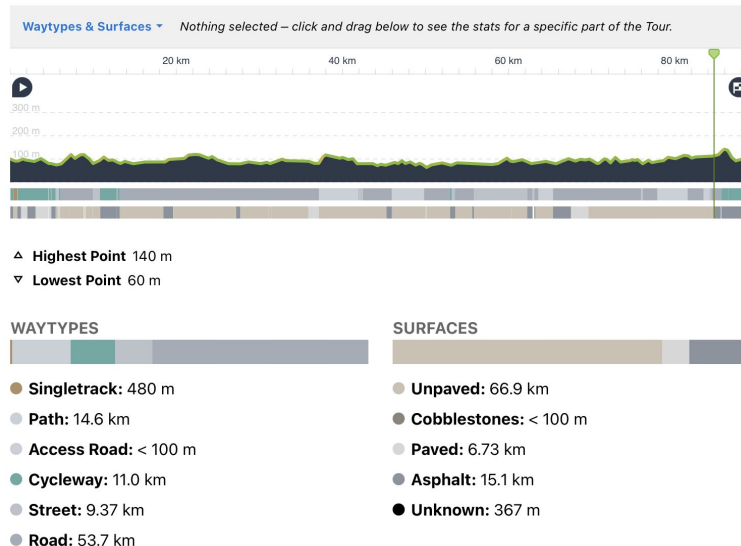 Waytypes & Surfaces Nothing selected – click and drag below to see the stats for a specific part of the Tour.
20 km 40 km 60 km 80 km
300 m
200 m
100 m
Highest Point 140 m
Lowest Point 60 m
WAYTYPES
Singletrack: 480 m
Path: 14.6 km
Access Road: < 100 m
Cycleway: 11.0 km
Street: 9.37 km
Road: 53.7 km
SURFACES
Unpaved: 66.9 km
Cobblestones: < 100 m
Paved: 6.73 km
Asphalt: 15.1 km
Unknown: 367 m